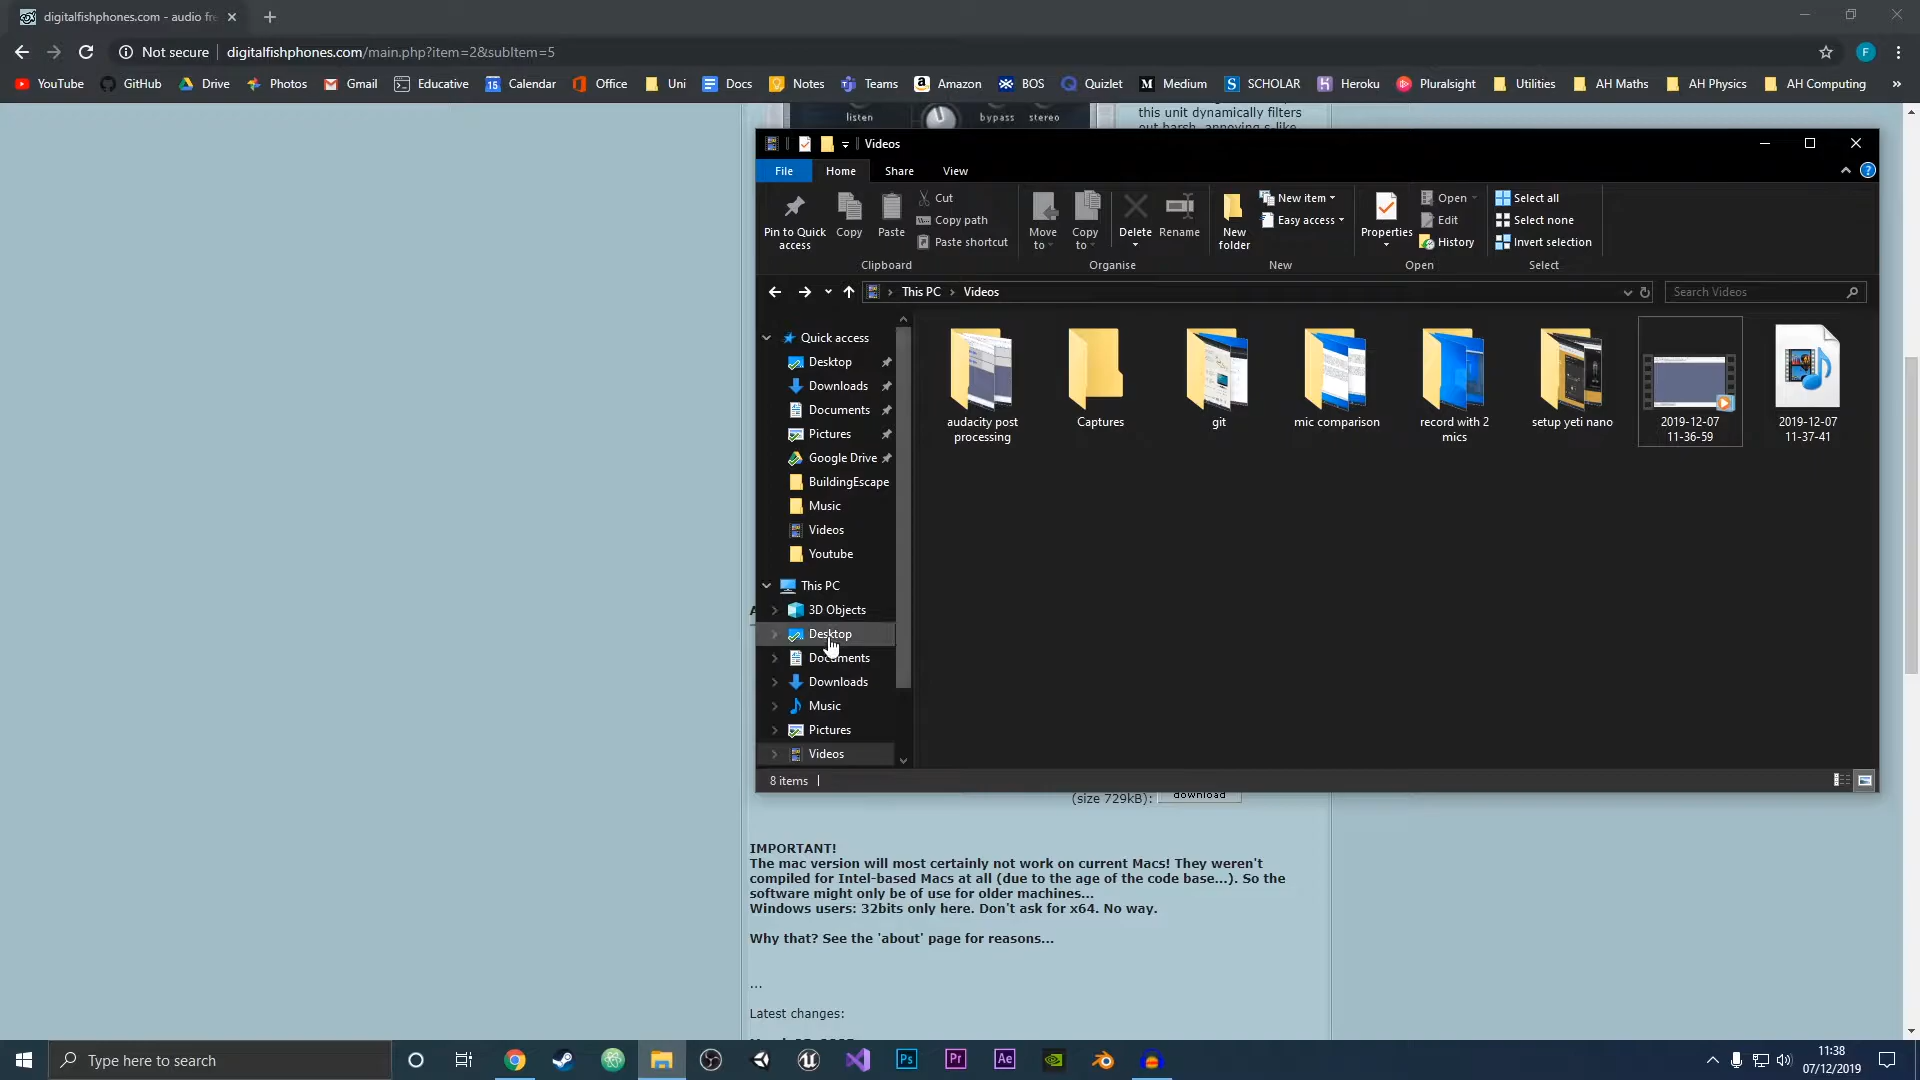 digitalfishphones.com - audio fre
Not secure | digitalfishphones.com/main.php?item=2&subItem=5
F
YouTube GitHub Drive Photos Gmail Educative Calendar Office Uni Docs Notes Teams Amazon BOS Quizlet Medium SCHOLAR Heroku Pluralsight Utilities AH Maths AH Physics AH Computing »
listen bypass stereo
this unit dynamically filters
out harsh, annoying s-like
Videos
File Home Share View
Pin to Quick access
Copy
Paste
Cut
Copy path
Paste shortcut
Clipboard
Move to
Copy to
Delete
Rename
Organise
New folder
New item
Easy access
New
Properties
Open
Edit
History
Open
Select all
Select none
Invert selection
Select
This PC > Videos
Search Videos
Quick access
Desktop
Downloads
Documents
Pictures
Google Drive
BuildingEscape
Music
Videos
Youtube
This PC
3D Objects
Desktop
Documents
Downloads
Music
Pictures
Videos
audacity post
processing
Captures
git
mic comparison
record with 2
mics
setup yeti nano
2019-12-07
11-36-59
2019-12-07
11-37-41
8 items
(size 729kB): download
IMPORTANT!
The mac version will most certainly not work on current Macs! They weren't
compiled for Intel-based Macs at all (due to the age of the code base...). So the
software might only be of use for older machines...
Windows users: 32bits only here. Don't ask for x64. No way.
Why that? See the 'about' page for reasons...
...
Latest changes:
Type here to search
Ps Pr Ae
11:38
07/12/2019